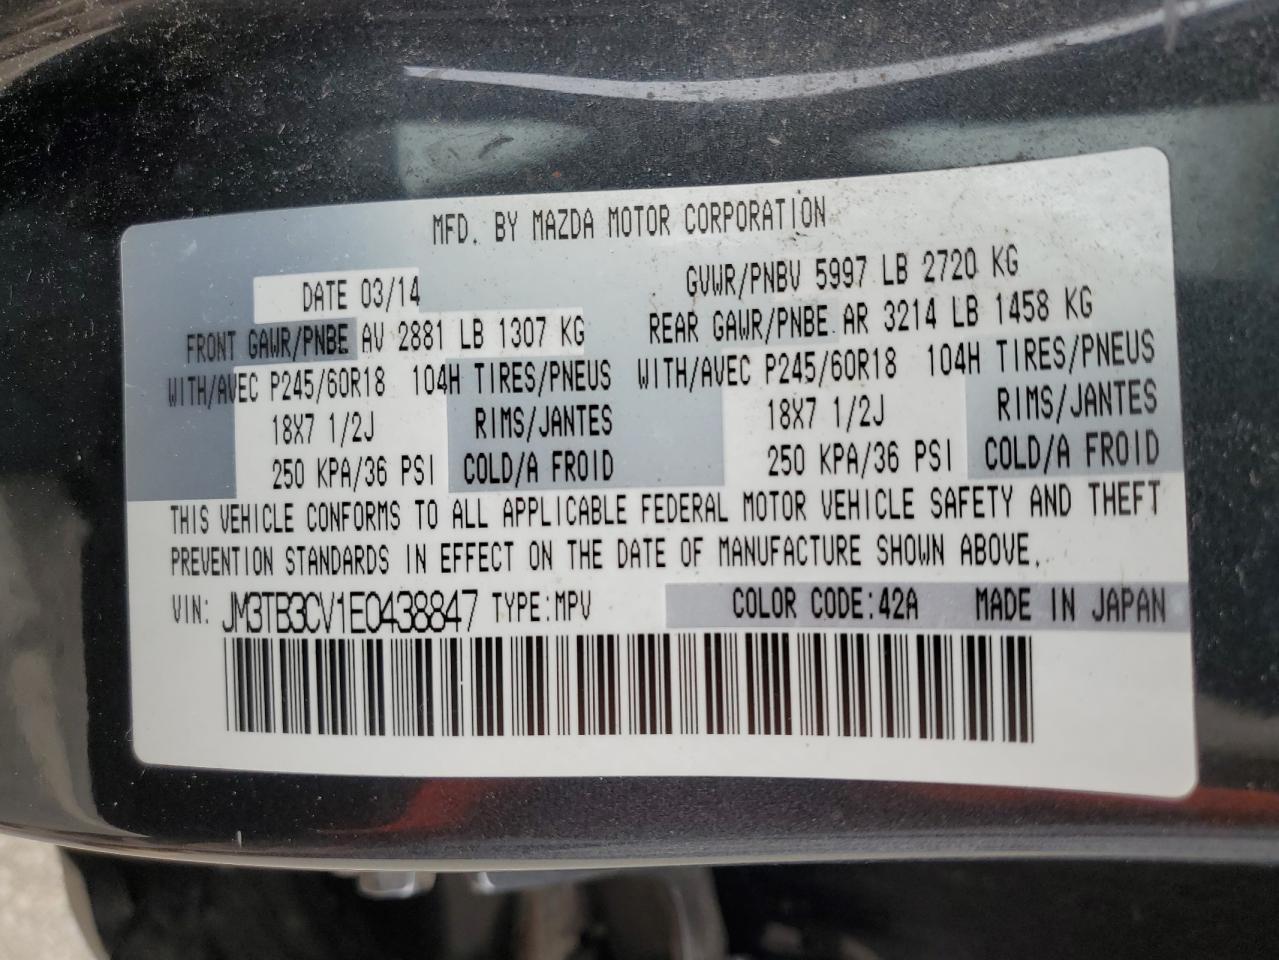 MFD. BY MAZDA MOTOR CORPORATION
DATE 03/14 GVWR/PNBV 5997 LB 2720 KG
FRONT GAWR/PNBE AV 2881 LB 1307 KG REAR GAWR/PNBE AR 3214 LB 1458 KG
WITH/AVEC P245/60R18 104H TIRES/PNEUS WITH/AVEC P245/60R18 104H TIRES/PNEUS
18X7 1/2J RIMS/JANTES 18X7 1/2J RIMS/JANTES
250 KPA/36 PSI COLD/A FROID 250 KPA/36 PSI COLD/A FROID
THIS VEHICLE CONFORMS TO ALL APPLICABLE FEDERAL MOTOR VEHICLE SAFETY AND THEFT
PREVENTION STANDARDS IN EFFECT ON THE DATE OF MANUFACTURE SHOWN ABOVE.
VIN: JM3TB3CV1E0438847 TYPE:MPV COLOR CODE:42A MADE IN JAPAN